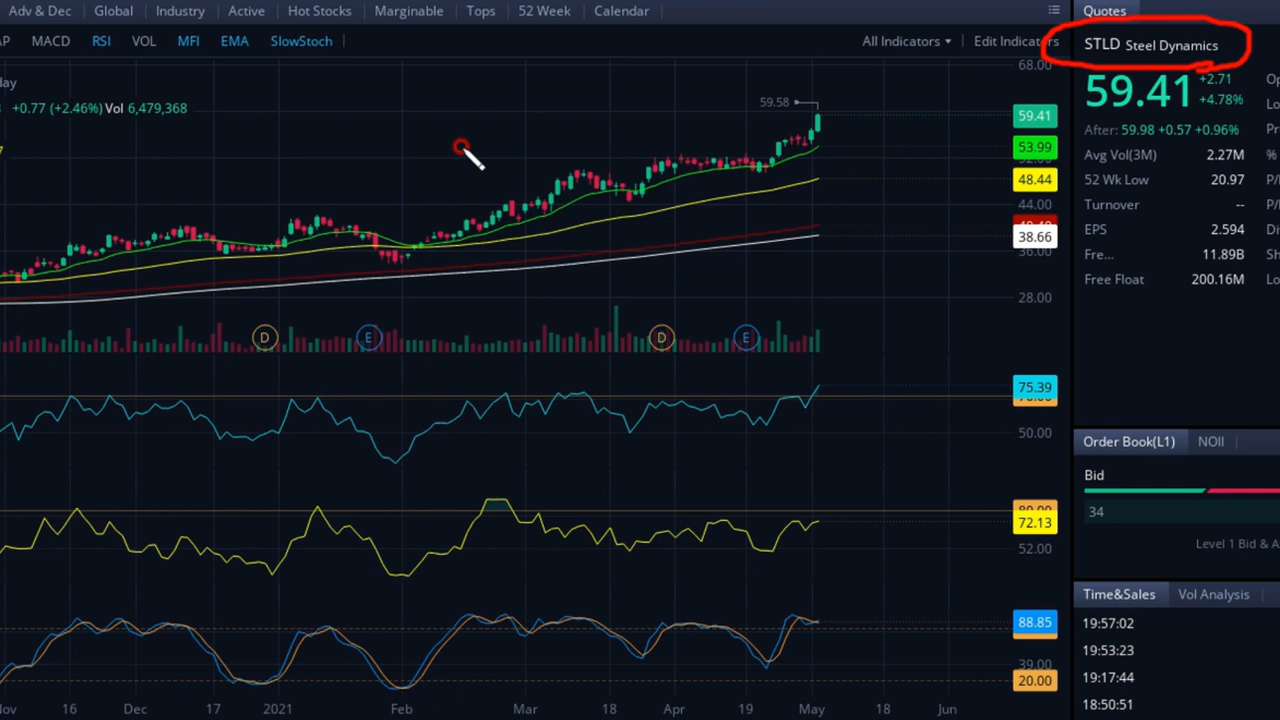 Adv & Dec Global Industry Active Hot Stocks Marginable Tops 52 Week Calendar
MACD RSI VOL MFI EMA SlowStoch All Indicators Edit Indicators
+0.77 (+2.46%) Vol 6,479,368
59.58
68.00
59.41
53.99
48.44
44.00
38.66
36.00
28.00
D E D E
75.39
50.00
72.13
52.00
88.85
39.00
20.00
16 Dec 17 2021 Feb Mar 18 Apr 19 May 18 Jun
Quotes
STLD Steel Dynamics
59.41 +2.71
+4.78%
After: 59.98 +0.57 +0.96%
Avg Vol(3M) 2.27M %
52 Wk Low 20.97
Turnover --
EPS 2.594
Fre... 11.89B
Free Float 200.16M
Order Book(L1) NOII
Bid
34
Level 1 Bid &
Time&Sales Vol Analysis
19:57:02
19:53:23
19:17:44
18:50:51